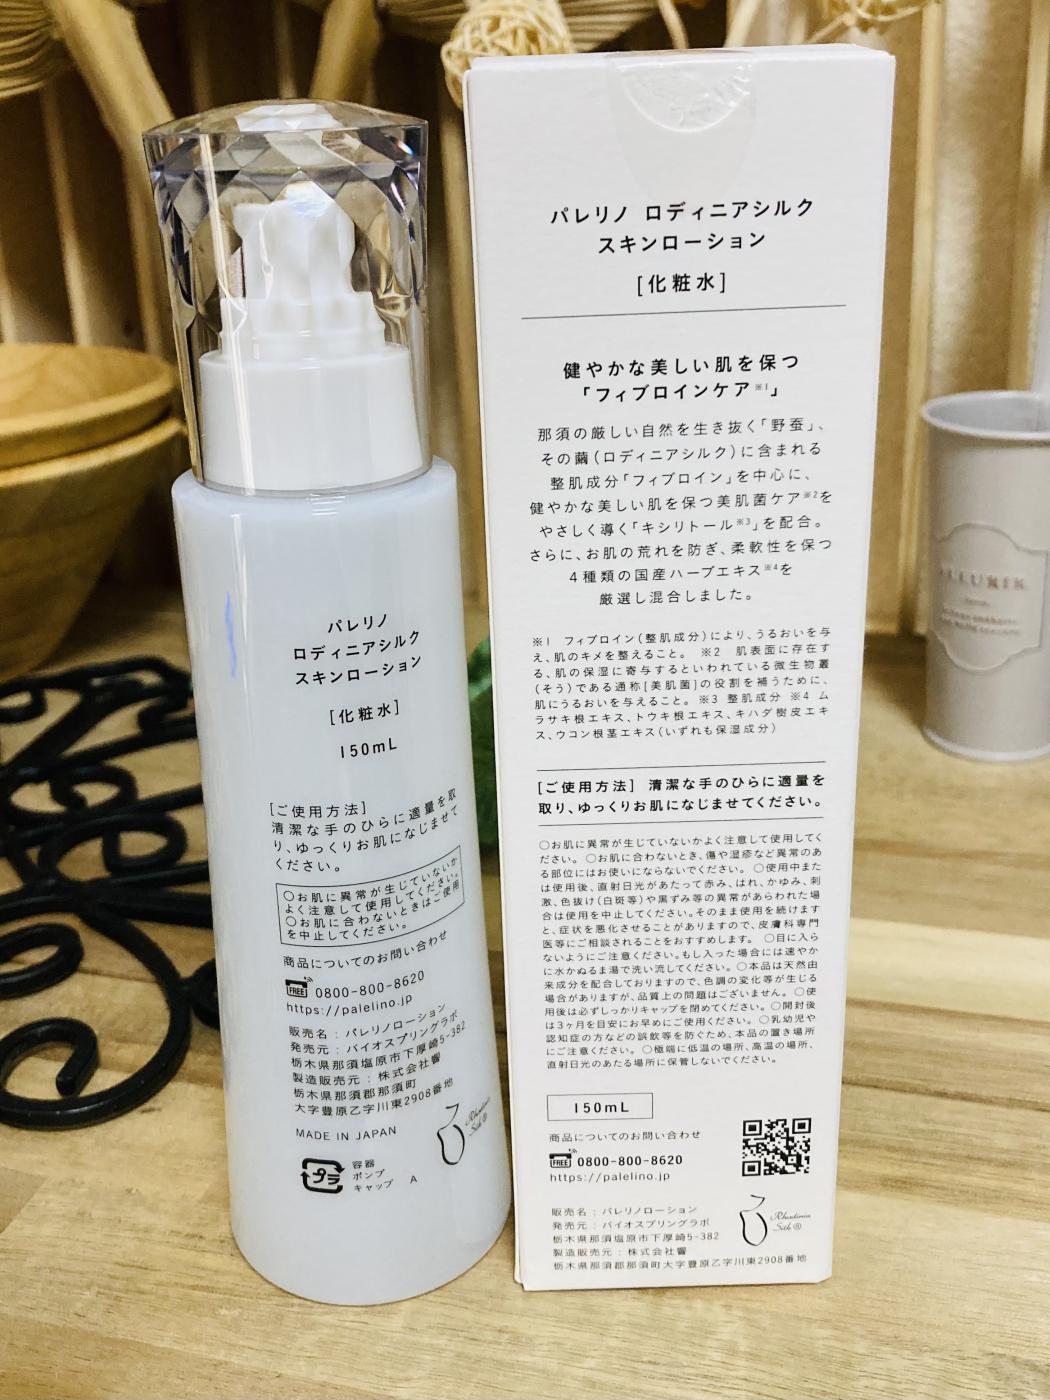 パレリノ
ロディニアシルク
スキンローション
[化粧水]
150mL
[ご使用方法]
清潔な手のひらに適量を取
り、ゆっくりお肌になじませて
ください。
○お肌に異常が生じていないか
よく注意して使用してください。
○お肌に合わないときはご使用
を中止してください。
商品についてのお問い合わせ
FREE 0800-800-8620
https://palelino.jp
販売名：パレリノローション
発売元：バイオスプリングラボ
栃木県那須塩原市下厚崎5-382
製造販売元：株式会社響
栃木県那須郡那須町
大字豊原乙字川東2908番地
MADE IN JAPAN
Rhodinia
Silk ®
プラ
容器
ポンプ
キャップ A
パレリノ ロディニアシルク
スキンローション
[化粧水]
健やかな美しい肌を保つ
「フィブロインケア※1」
那須の厳しい自然を生き抜く「野蚕」、
その繭（ロディニアシルク）に含まれる
整肌成分「フィブロイン」を中心に、
健やかな美しい肌を保つ美肌菌ケア※2を
やさしく導く「キシリトール※3」を配合。
さらに、お肌の荒れを防ぎ、柔軟性を保つ
4種類の国産ハーブエキス※4を
厳選し混合しました。
※1 フィブロイン（整肌成分）により、うるおいを与
え、肌のキメを整えること。 ※2 肌表面に存在す
る、肌の保湿に寄与するといわれている微生物叢
（そう）である通称[美肌菌]の役割を補うために、
肌にうるおいを与えること。 ※3 整肌成分 ※4 ム
ラサキ根エキス、トウキ根エキス、キハダ樹皮エキ
ス、ウコン根茎エキス（いずれも保湿成分）
[ご使用方法] 清潔な手のひらに適量を
取り、ゆっくりお肌になじませてください。
○お肌に異常が生じていないかよく注意して使用してく
ださい。 ○お肌に合わないとき、傷や湿疹など異常のあ
る部位にはお使いにならないでください。 ○使用中また
は使用後、直射日光があたって赤み、はれ、かゆみ、刺
激、色抜け（白斑等）や黒ずみ等の異常があらわれた場
合は使用を中止してください。そのまま使用を続けます
と、症状を悪化させることがありますので、皮膚科専門
医等にご相談されることをおすすめします。 ○目に入ら
ないようにご注意ください。もし入った場合には速やか
に水かぬるま湯で洗い流してください。 ○本品は天然由
来成分を配合しておりますので、色調の変化等が生じる
場合がありますが、品質上の問題はございません。 ○使
用後は必ずしっかりキャップを閉めてください。 ○開封後
は3ヶ月を目安にお早めにご使用ください。 ○乳幼児や
認知症の方などの誤飲等を防ぐため、本品の置き場所
にご注意ください。 ○極端に低温の場所、高温の場所、
直射日光のあたる場所に保管しないでください。
150mL
商品についてのお問い合わせ
FREE 0800-800-8620
https://palelino.jp
販売名：パレリノローション
発売元：バイオスプリングラボ
栃木県那須塩原市下厚崎5-382
製造販売元：株式会社響
栃木県那須郡那須町大字豊原乙字川東2908番地
Rhodinia
Silk ®